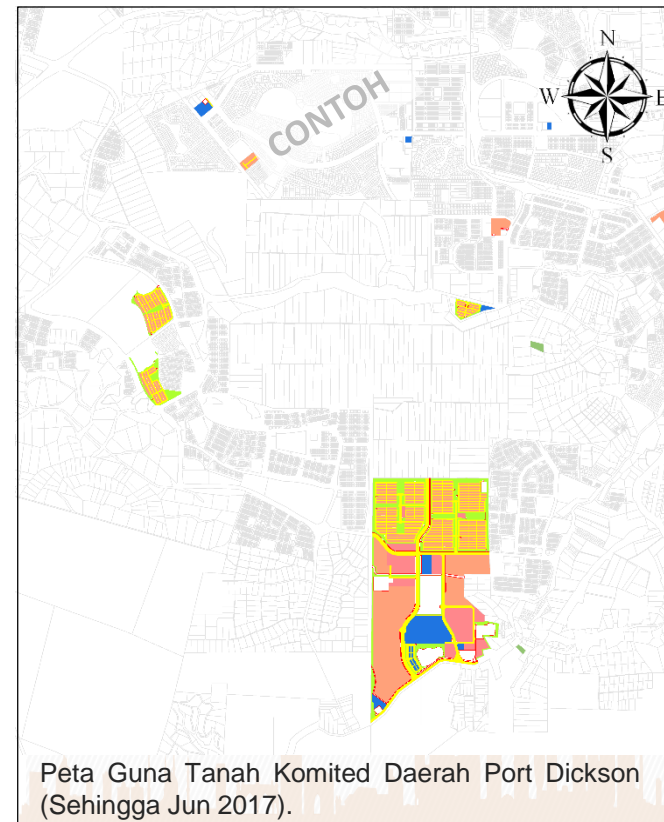 N
W E
S
CONTOH
Peta Guna Tanah Komited Daerah Port Dickson
(Sehingga Jun 2017).